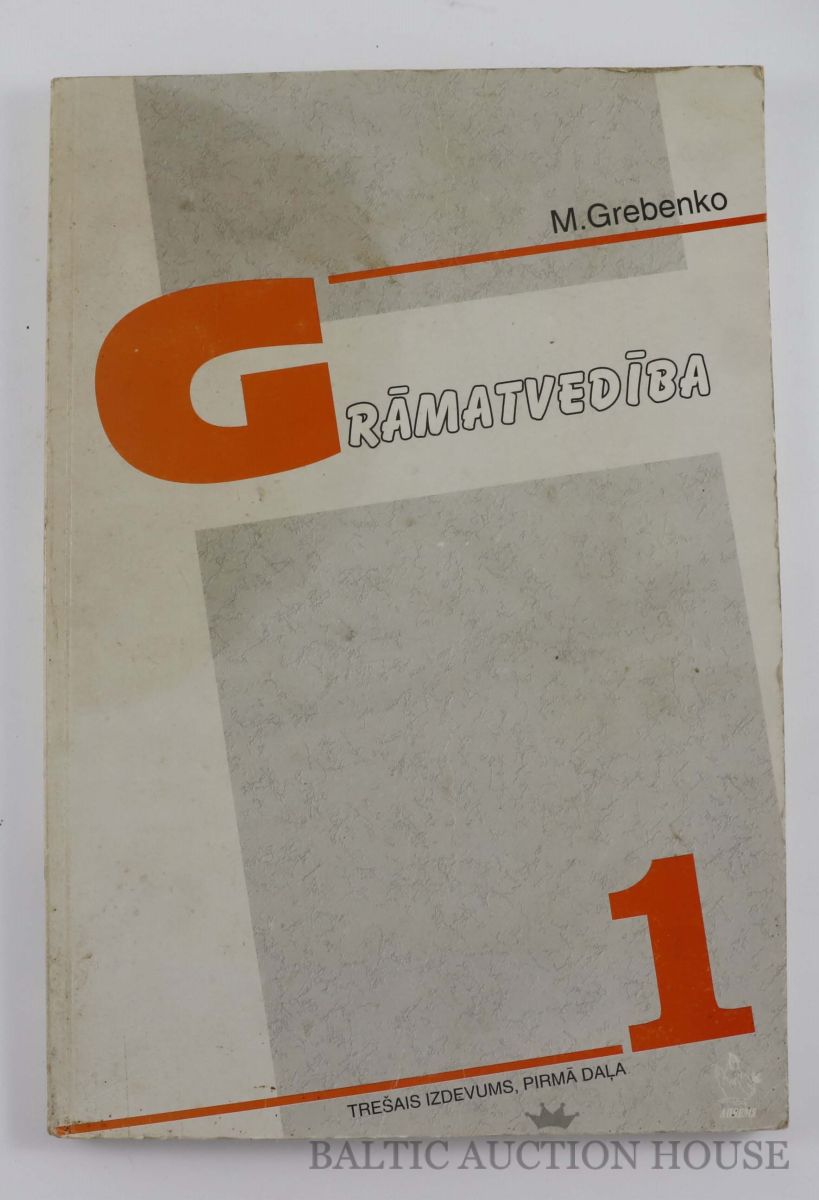 M.Grebenko
GRĀMATVEDĪBA
1
TREŠAIS IZDEVUMS, PIRMĀ DAĻA
BALTIC AUCTION HOUSE